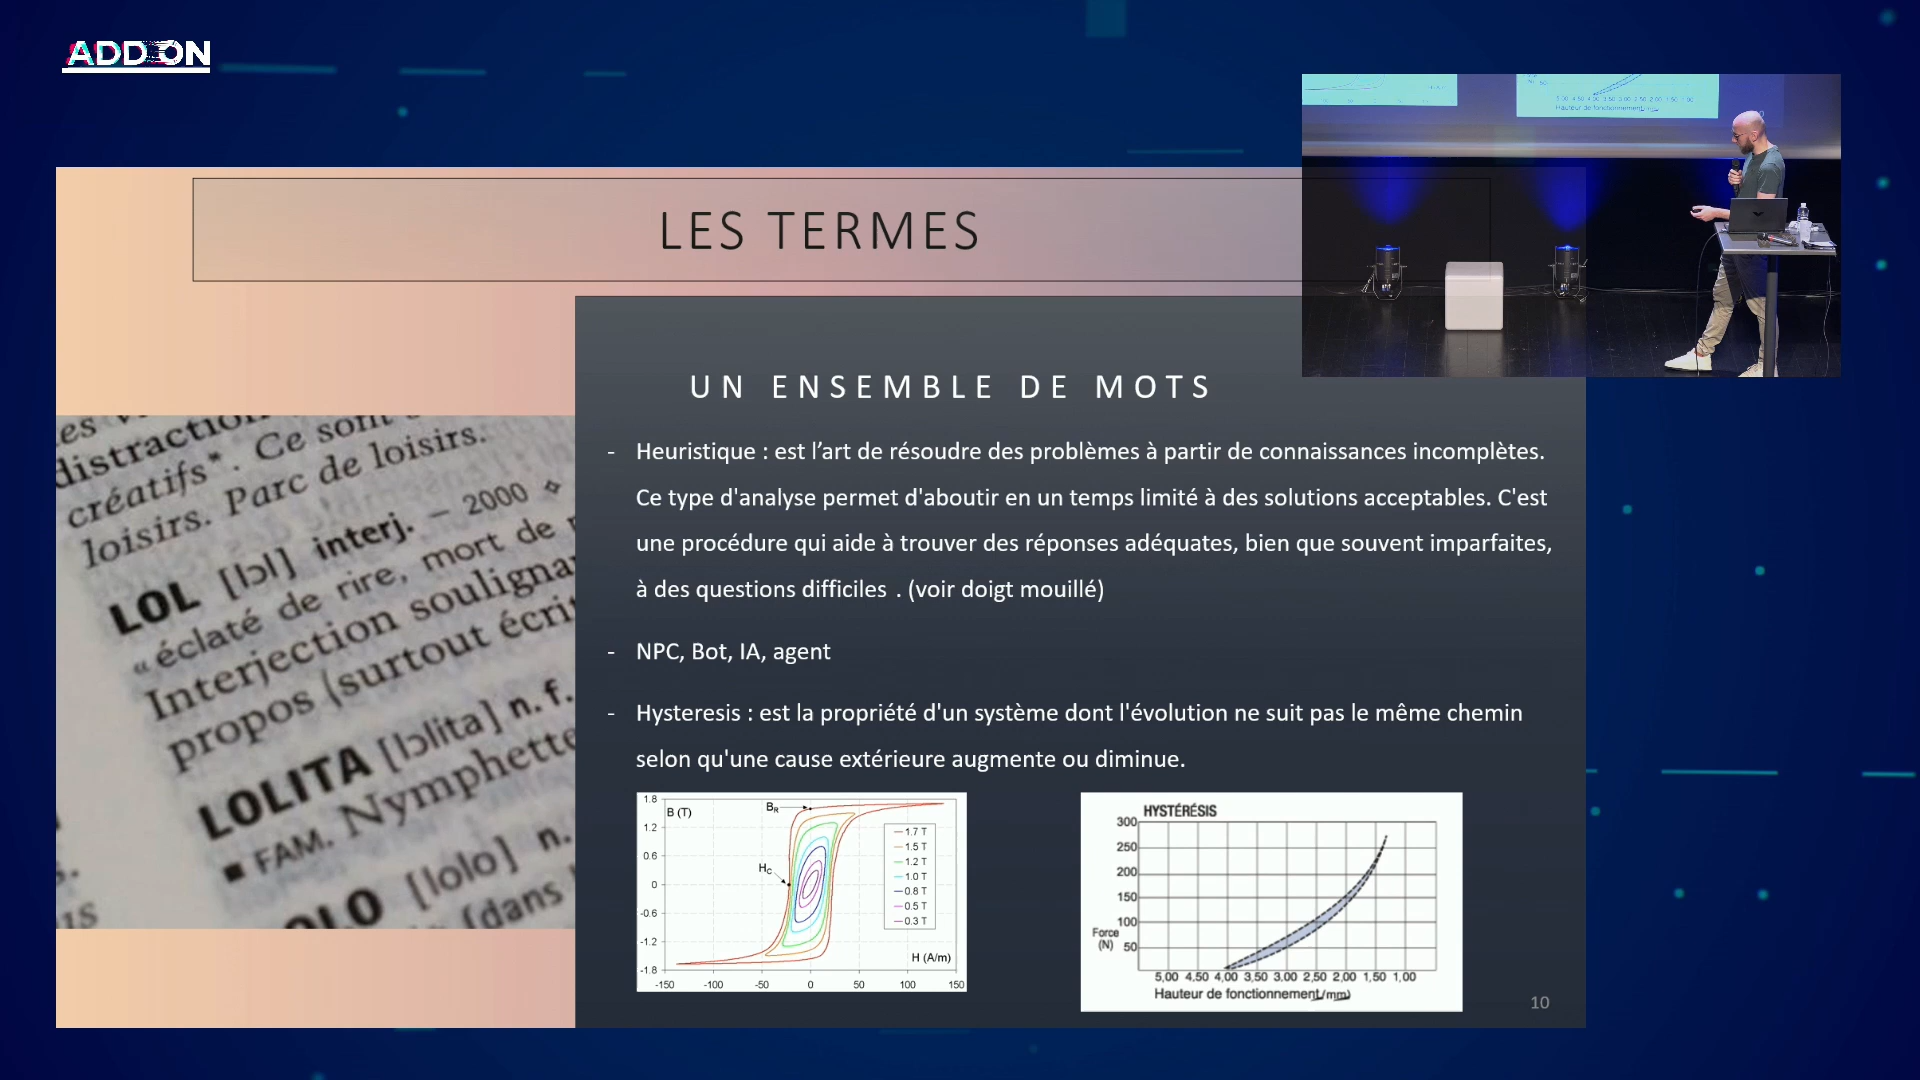 ADD ON
LES TERMES
UN ENSEMBLE DE MOTS
- Heuristique : est l’art de résoudre des problèmes à partir de connaissances incomplètes.
Ce type d'analyse permet d'aboutir en un temps limité à des solutions acceptables. C'est
une procédure qui aide à trouver des réponses adéquates, bien que souvent imparfaites,
à des questions difficiles . (voir doigt mouillé)
- NPC, Bot, IA, agent
- Hysteresis : est la propriété d'un système dont l'évolution ne suit pas le même chemin
selon qu'une cause extérieure augmente ou diminue.
distraction
créatifs*. Ce sont
loisirs. Parc de loisirs.
LOL [lɔl] interj. – 2000
« éclaté de rire, mort de
Interjection souligna
propos (surtout écri
LOLITA [lɔlita] n. f.
■ FAM. Nymphette
OLO [lolo] n.
(dans
B (T)
1.8
1.2
0.6
0
-0.6
-1.2
-1.8
BR
HC
1.7 T
1.5 T
1.2 T
1.0 T
0.8 T
0.5 T
0.3 T
H (A/m)
-150 -100 -50 0 50 100 150
HYSTÉRÉSIS
300
250
200
150
100
50
Force
(N)
5,00 4,50 4,00 3,50 3,00 2,50 2,00 1,50 1,00
Hauteur de fonctionnement/mm)
10
Hauteur de fonctionnement